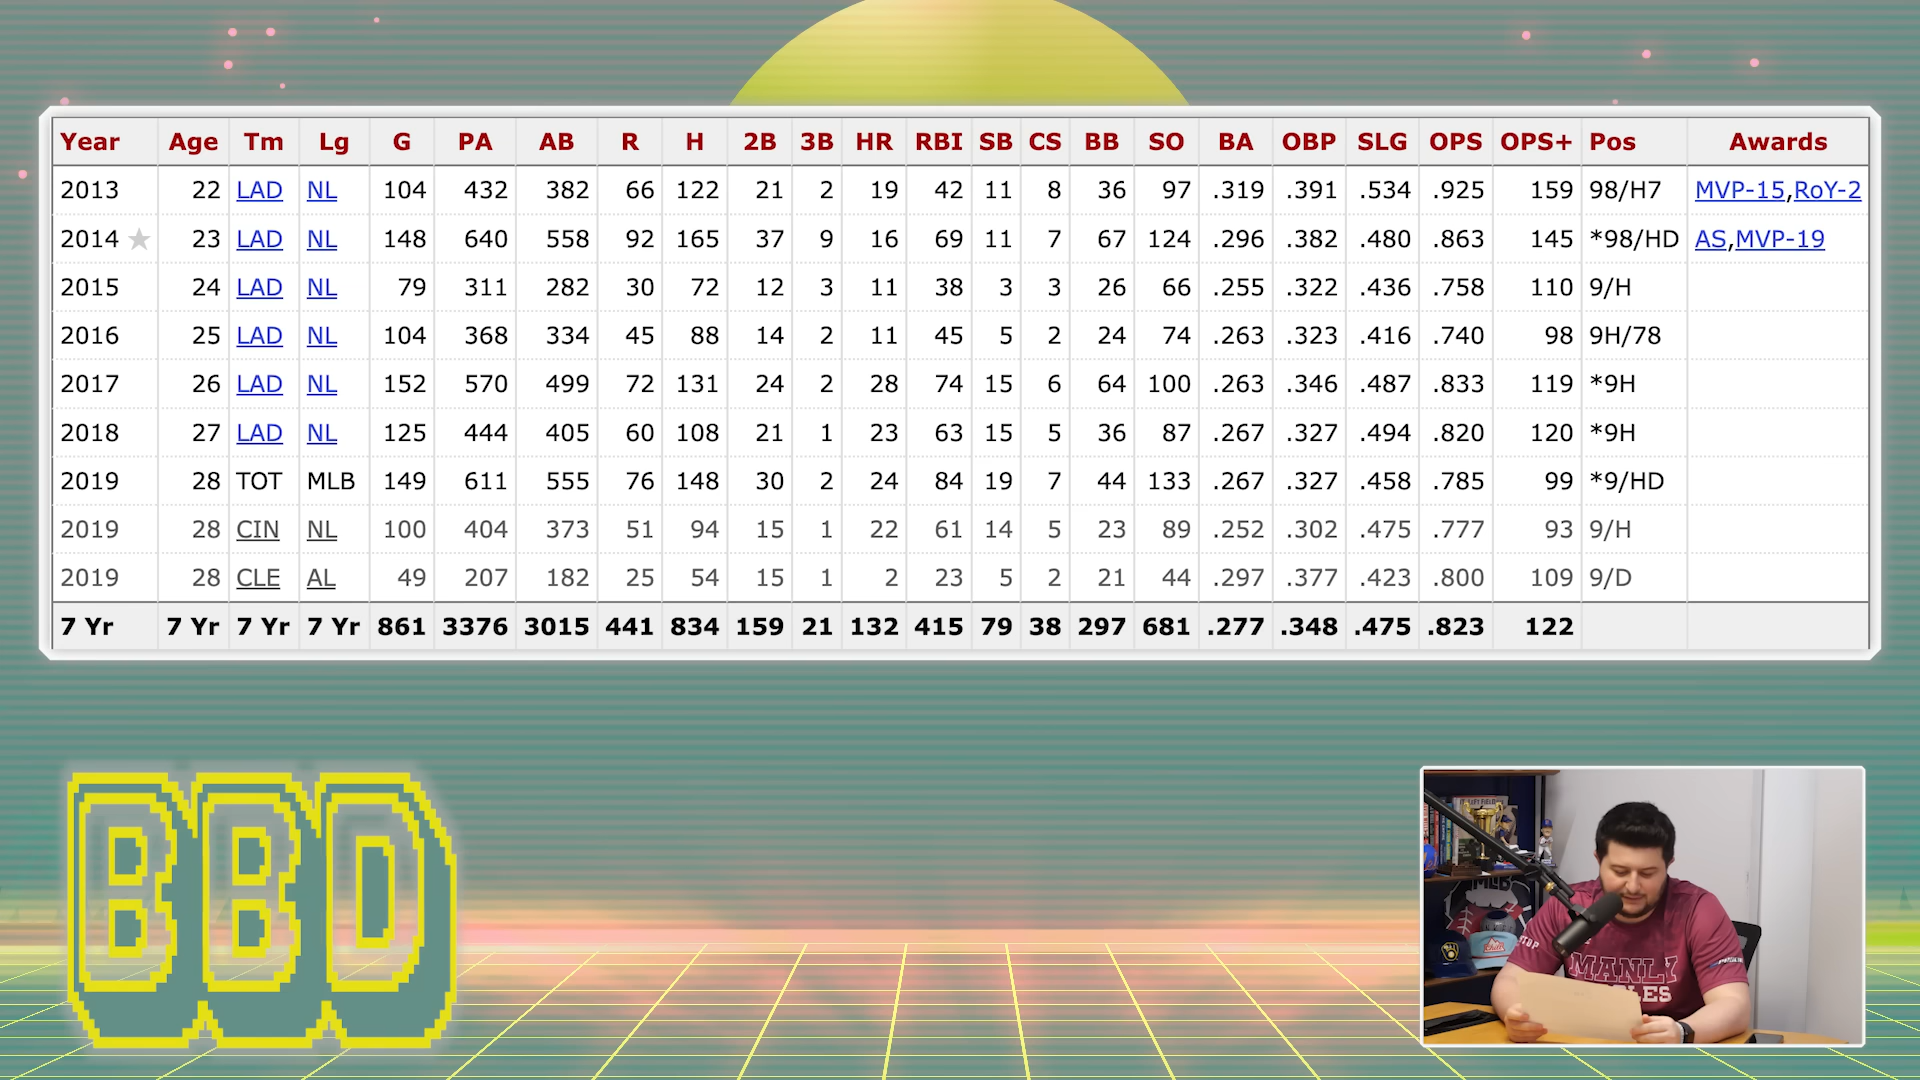 Year Age Tm Lg G PA AB R H 2B 3B HR RBI SB CS BB SO BA OBP SLG OPS OPS+ Pos Awards
2013 22 LAD NL 104 432 382 66 122 21 2 19 42 11 8 36 97 .319 .391 .534 .925 159 98/H7 MVP-15,RoY-2
2014 ★ 23 LAD NL 148 640 558 92 165 37 9 16 69 11 7 67 124 .296 .382 .480 .863 145 *98/HD AS,MVP-19
2015 24 LAD NL 79 311 282 30 72 12 3 11 38 3 3 26 66 .255 .322 .436 .758 110 9/H
2016 25 LAD NL 104 368 334 45 88 14 2 11 45 5 2 24 74 .263 .323 .416 .740 98 9H/78
2017 26 LAD NL 152 570 499 72 131 24 2 28 74 15 6 64 100 .263 .346 .487 .833 119 *9H
2018 27 LAD NL 125 444 405 60 108 21 1 23 63 15 5 36 87 .267 .327 .494 .820 120 *9H
2019 28 TOT MLB 149 611 555 76 148 30 2 24 84 19 7 44 133 .267 .327 .458 .785 99 *9/HD
2019 28 CIN NL 100 404 373 51 94 15 1 22 61 14 5 23 89 .252 .302 .475 .777 93 9/H
2019 28 CLE AL 49 207 182 25 54 15 1 2 23 5 2 21 44 .297 .377 .423 .800 109 9/D
7 Yr 7 Yr 7 Yr 7 Yr 861 3376 3015 441 834 159 21 132 415 79 38 297 681 .277 .348 .475 .823 122
BBD
MANLY